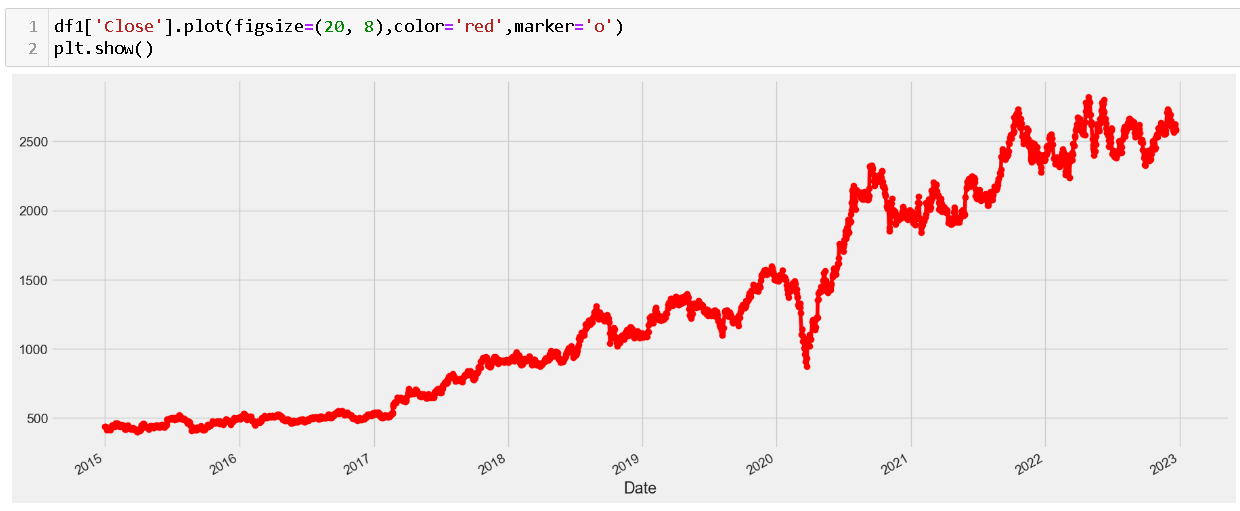 1 df1['Close'].plot(figsize=(20, 8),color='red',marker='o')
2 plt.show()
2500
2000
1500
1000
500
2015 2016 2017 2018 2019 2020 2021 2022 2023
Date